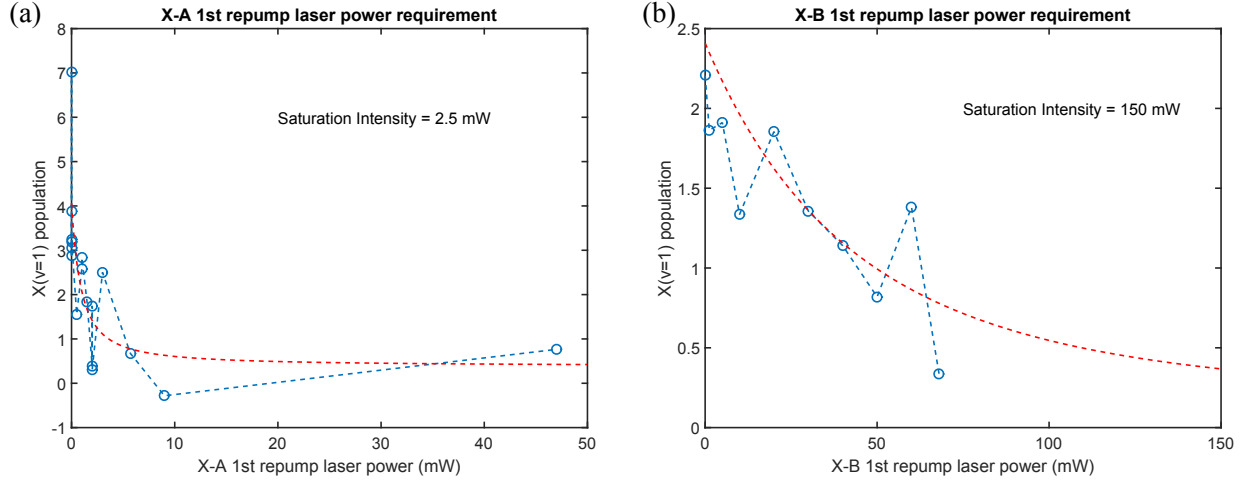 (a)
X-A 1st repump laser power requirement
8
7
6
5
4
3
2
1
0
-1
X(v=1) population
Saturation Intensity = 2.5 mW
0 10 20 30 40 50
X-A 1st repump laser power (mW)
(b)
X-B 1st repump laser power requirement
2.5
2
1.5
1
0.5
0
X(v=1) population
Saturation Intensity = 150 mW
0 50 100 150
X-B 1st repump laser power (mW)